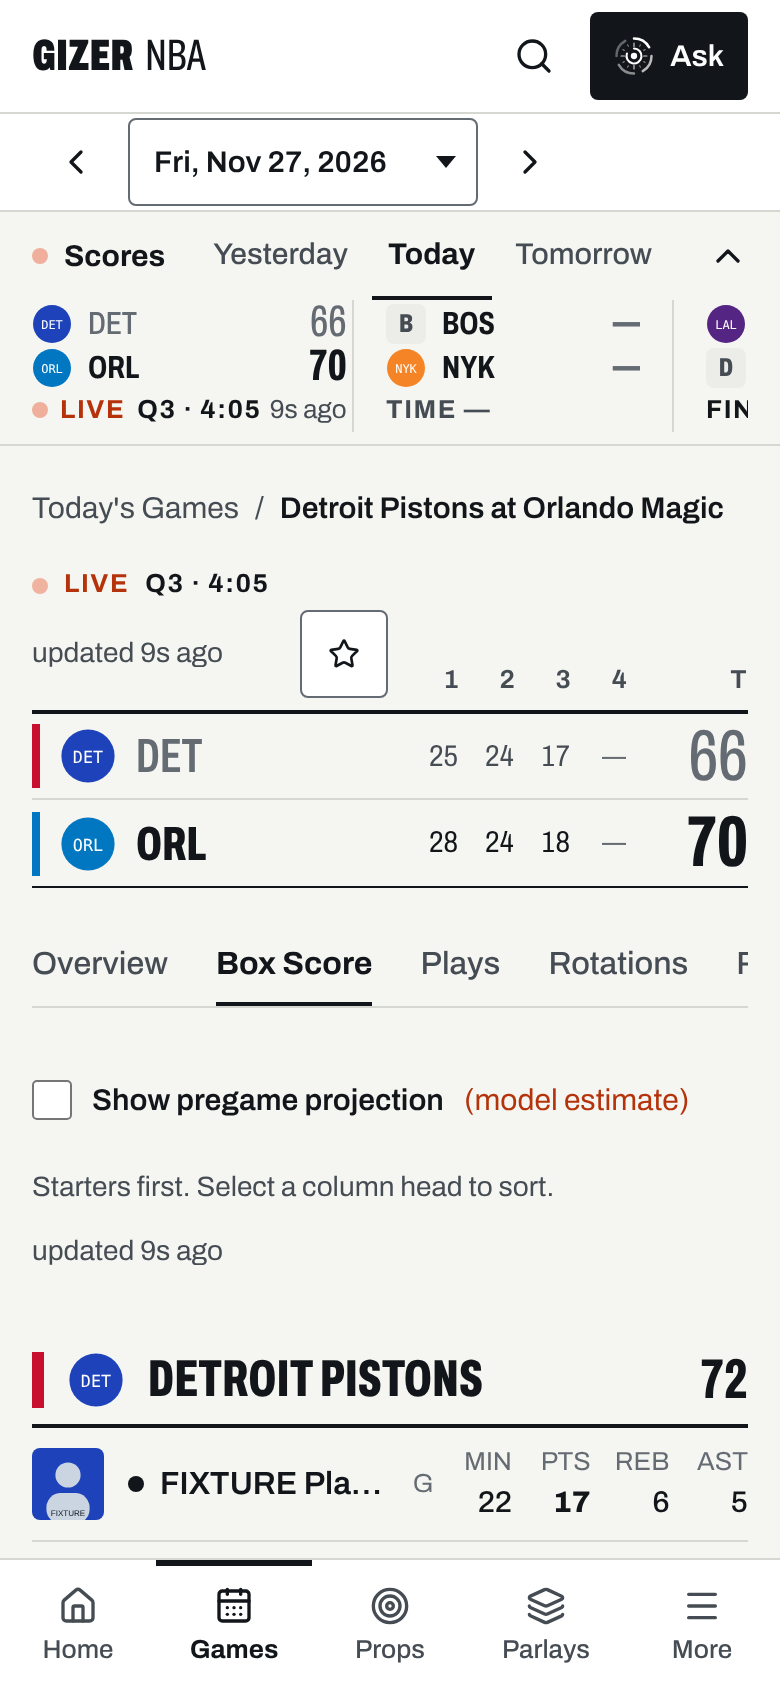 GIZER NBA
Ask
Fri, Nov 27, 2026
Scores Yesterday Today Tomorrow
DET DET 66
ORL ORL 70
LIVE Q3 · 4:05 9s ago
B BOS —
NYK NYK —
TIME —
LAL
D
FIN
Today's Games / Detroit Pistons at Orlando Magic
LIVE Q3 · 4:05
updated 9s ago
1 2 3 4 T
DET DET 25 24 17 — 66
ORL ORL 28 24 18 — 70
Overview Box Score Plays Rotations
Show pregame projection (model estimate)
Starters first. Select a column head to sort.
updated 9s ago
DET DETROIT PISTONS 72
MIN PTS REB AST
FIXTURE FIXTURE Pla... G 22 17 6 5
Home Games Props Parlays More